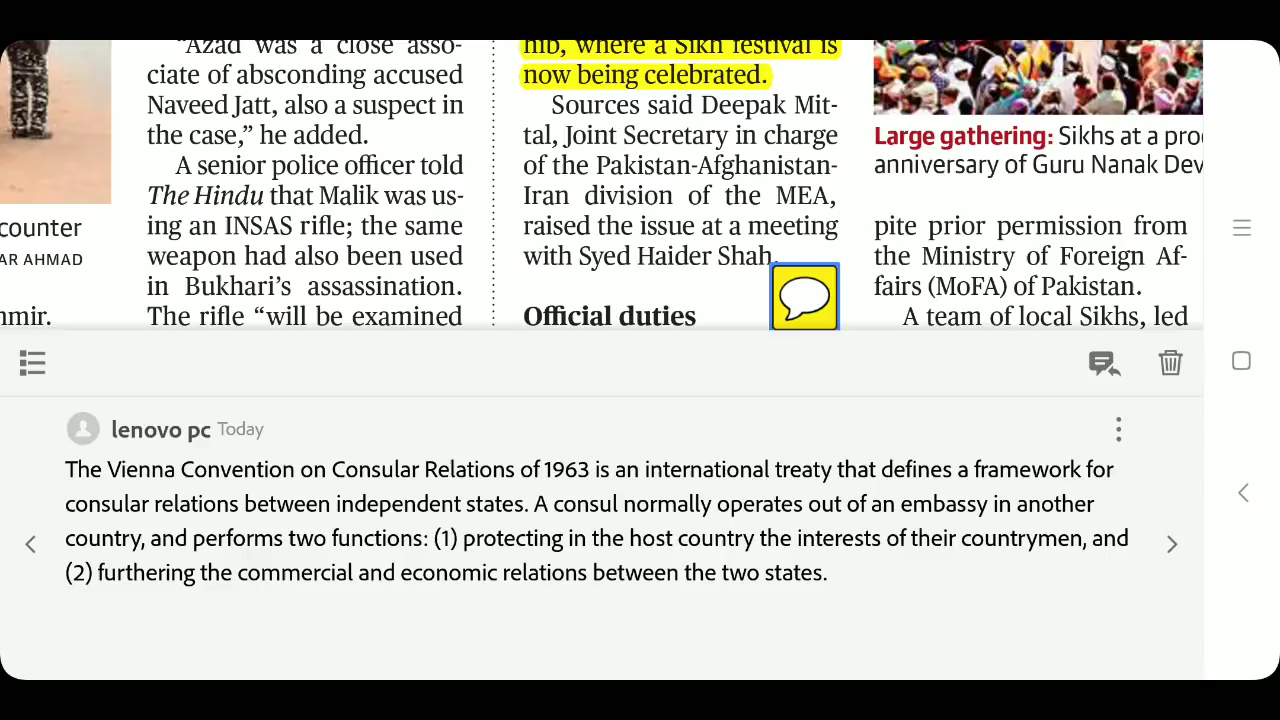 "Azad was a close asso-
ciate of absconding accused
Naveed Jatt, also a suspect in
the case," he added.
A senior police officer told
The Hindu that Malik was us-
ing an INSAS rifle; the same
weapon had also been used
in Bukhari's assassination.
The rifle "will be examined
counter
AR AHMAD
mir.
mb, where a Sikh festival is
now being celebrated.
Sources said Deepak Mit-
tal, Joint Secretary in charge
of the Pakistan-Afghanistan-
Iran division of the MEA,
raised the issue at a meeting
with Syed Haider Shah.
Official duties
Large gathering: Sikhs at a pro
anniversary of Guru Nanak Dev
pite prior permission from
the Ministry of Foreign Af-
fairs (MoFA) of Pakistan.
A team of local Sikhs, led
lenovo pc Today
The Vienna Convention on Consular Relations of 1963 is an international treaty that defines a framework for
consular relations between independent states. A consul normally operates out of an embassy in another
country, and performs two functions: (1) protecting in the host country the interests of their countrymen, and
(2) furthering the commercial and economic relations between the two states.